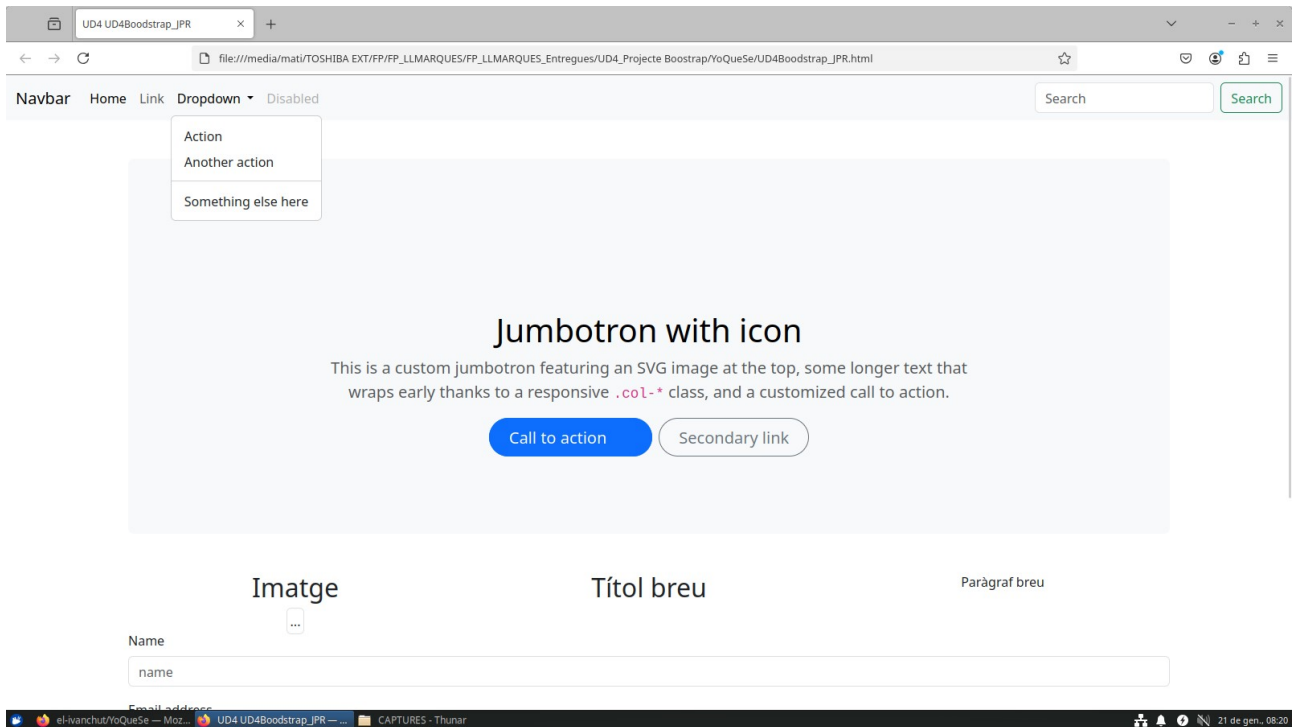 UD4 UD4Boodstrap_JPR
file:///media/mati/TOSHIBA EXT/FP/FP_LLMARQUES/FP_LLMARQUES_Entregues/UD4_Projecte Boostrap/YoQueSe/UD4Boodstrap_JPR.html
Navbar Home Link Dropdown Disabled Search Search
Action
Another action
Something else here
Jumbotron with icon
This is a custom jumbotron featuring an SVG image at the top, some longer text that
wraps early thanks to a responsive .col-* class, and a customized call to action.
Call to action Secondary link
Imatge Títol breu Paràgraf breu
...
Name
name
Email address
el-ivanchut/YoQueSe — Moz... UD4 UD4Boodstrap_JPR — ... CAPTURES - Thunar 21 de gen., 08:20